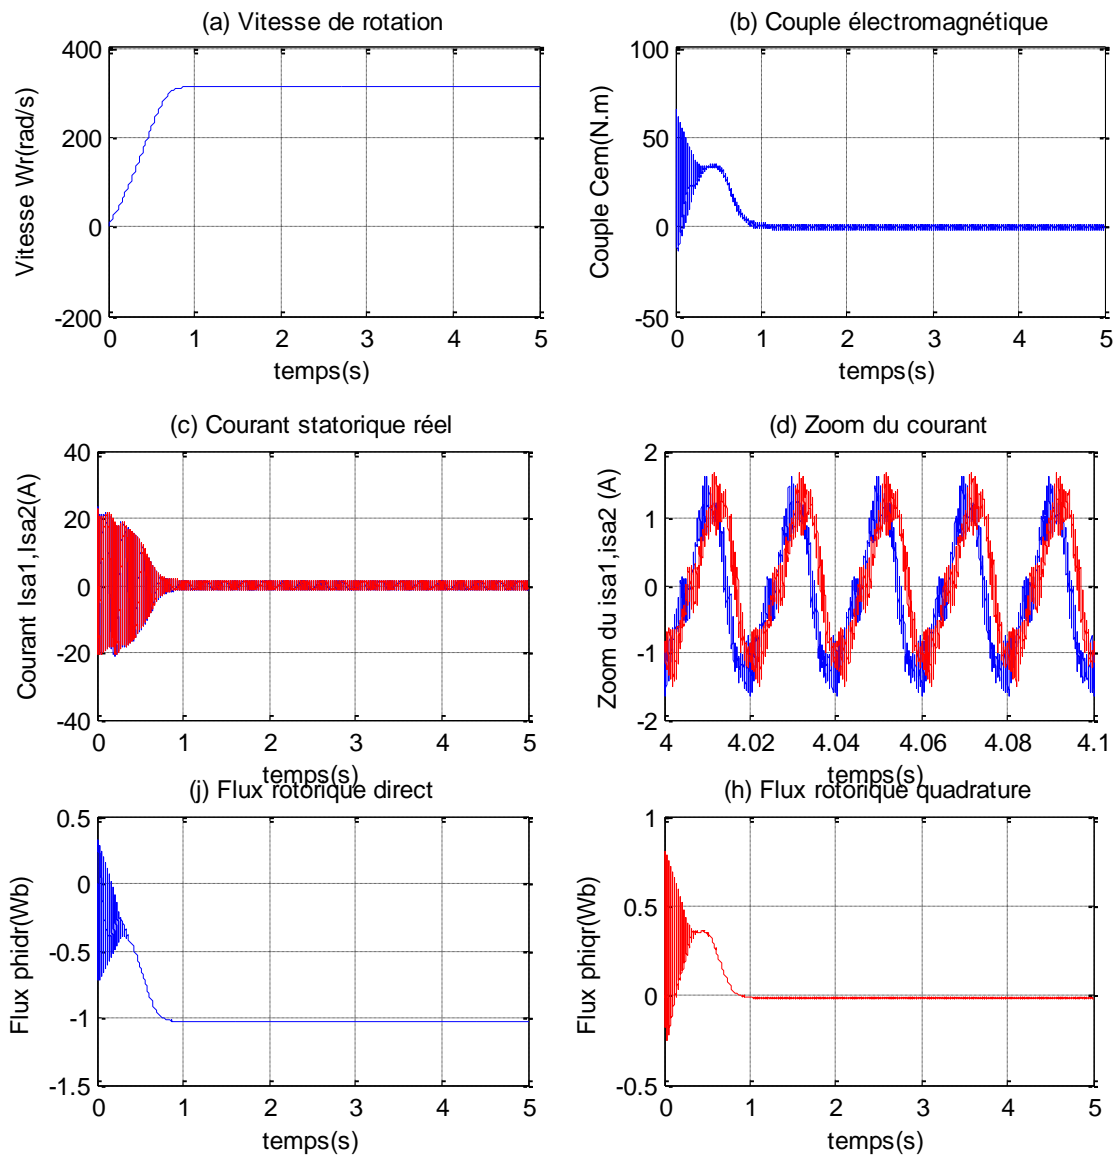 (a) Vitesse de rotation
(b) Couple électromagnétique
400
200
0
-200
Vitesse Wr(rad/s)
0 1 2 3 4 5
temps(s)
100
50
0
-50
Couple Cem(N.m)
0 1 2 3 4 5
temps(s)
(c) Courant statorique réel
(d) Zoom du courant
40
20
0
-20
-40
Courant Isa1,Isa2(A)
0 1 2 3 4 5
temps(s)
2
1
0
-1
-2
Zoom du isa1,isa2 (A)
4 4.02 4.04 4.06 4.08 4.1
temps(s)
(j) Flux rotorique direct
(h) Flux rotorique quadrature
0.5
0
-0.5
-1
-1.5
Flux phidr(Wb)
0 1 2 3 4 5
temps(s)
1
0.5
0
-0.5
Flux phiqr(Wb)
0 1 2 3 4 5
temps(s)